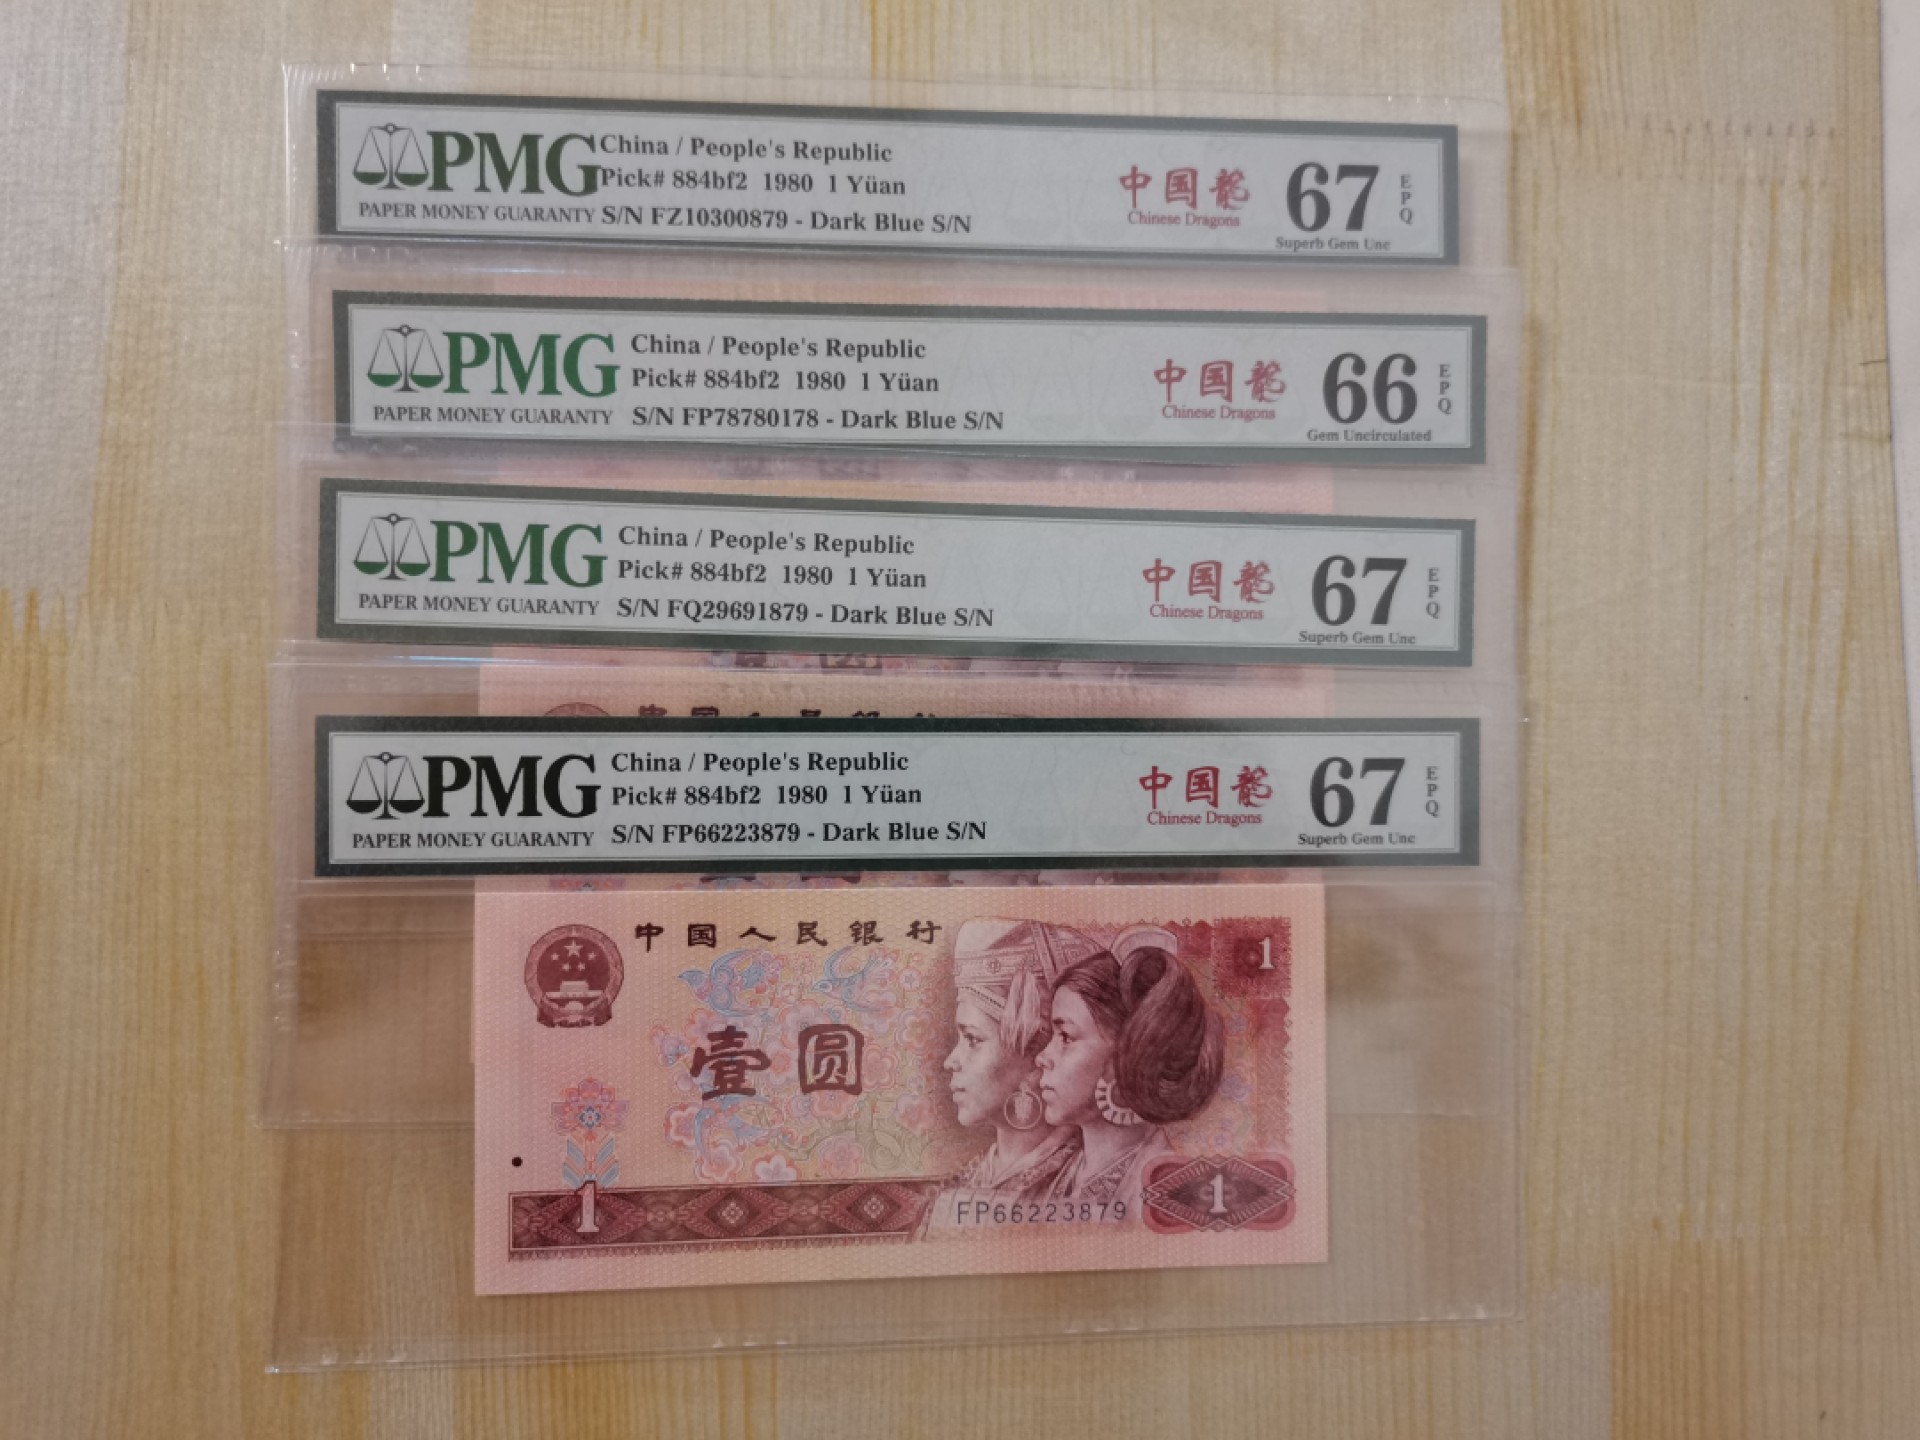 PMG
PAPER MONEY GUARANTY
China / People's Republic
Pick# 884bf2 1980 1 Yüan
S/N FZ10300879 - Dark Blue S/N
中国龙
Chinese Dragons
67
EPQ
Superb Gem Unc
PMG
PAPER MONEY GUARANTY
China / People's Republic
Pick# 884bf2 1980 1 Yüan
S/N FP78780178 - Dark Blue S/N
中国龙
Chinese Dragons
66
EPQ
Gem Uncirculated
PMG
PAPER MONEY GUARANTY
China / People's Republic
Pick# 884bf2 1980 1 Yüan
S/N FQ29691879 - Dark Blue S/N
中国龙
Chinese Dragons
67
EPQ
Superb Gem Unc
PMG
PAPER MONEY GUARANTY
China / People's Republic
Pick# 884bf2 1980 1 Yüan
S/N FP66223879 - Dark Blue S/N
中国龙
Chinese Dragons
67
EPQ
Superb Gem Unc
中国人民银行
1
壹圆
1
FP66223879
1